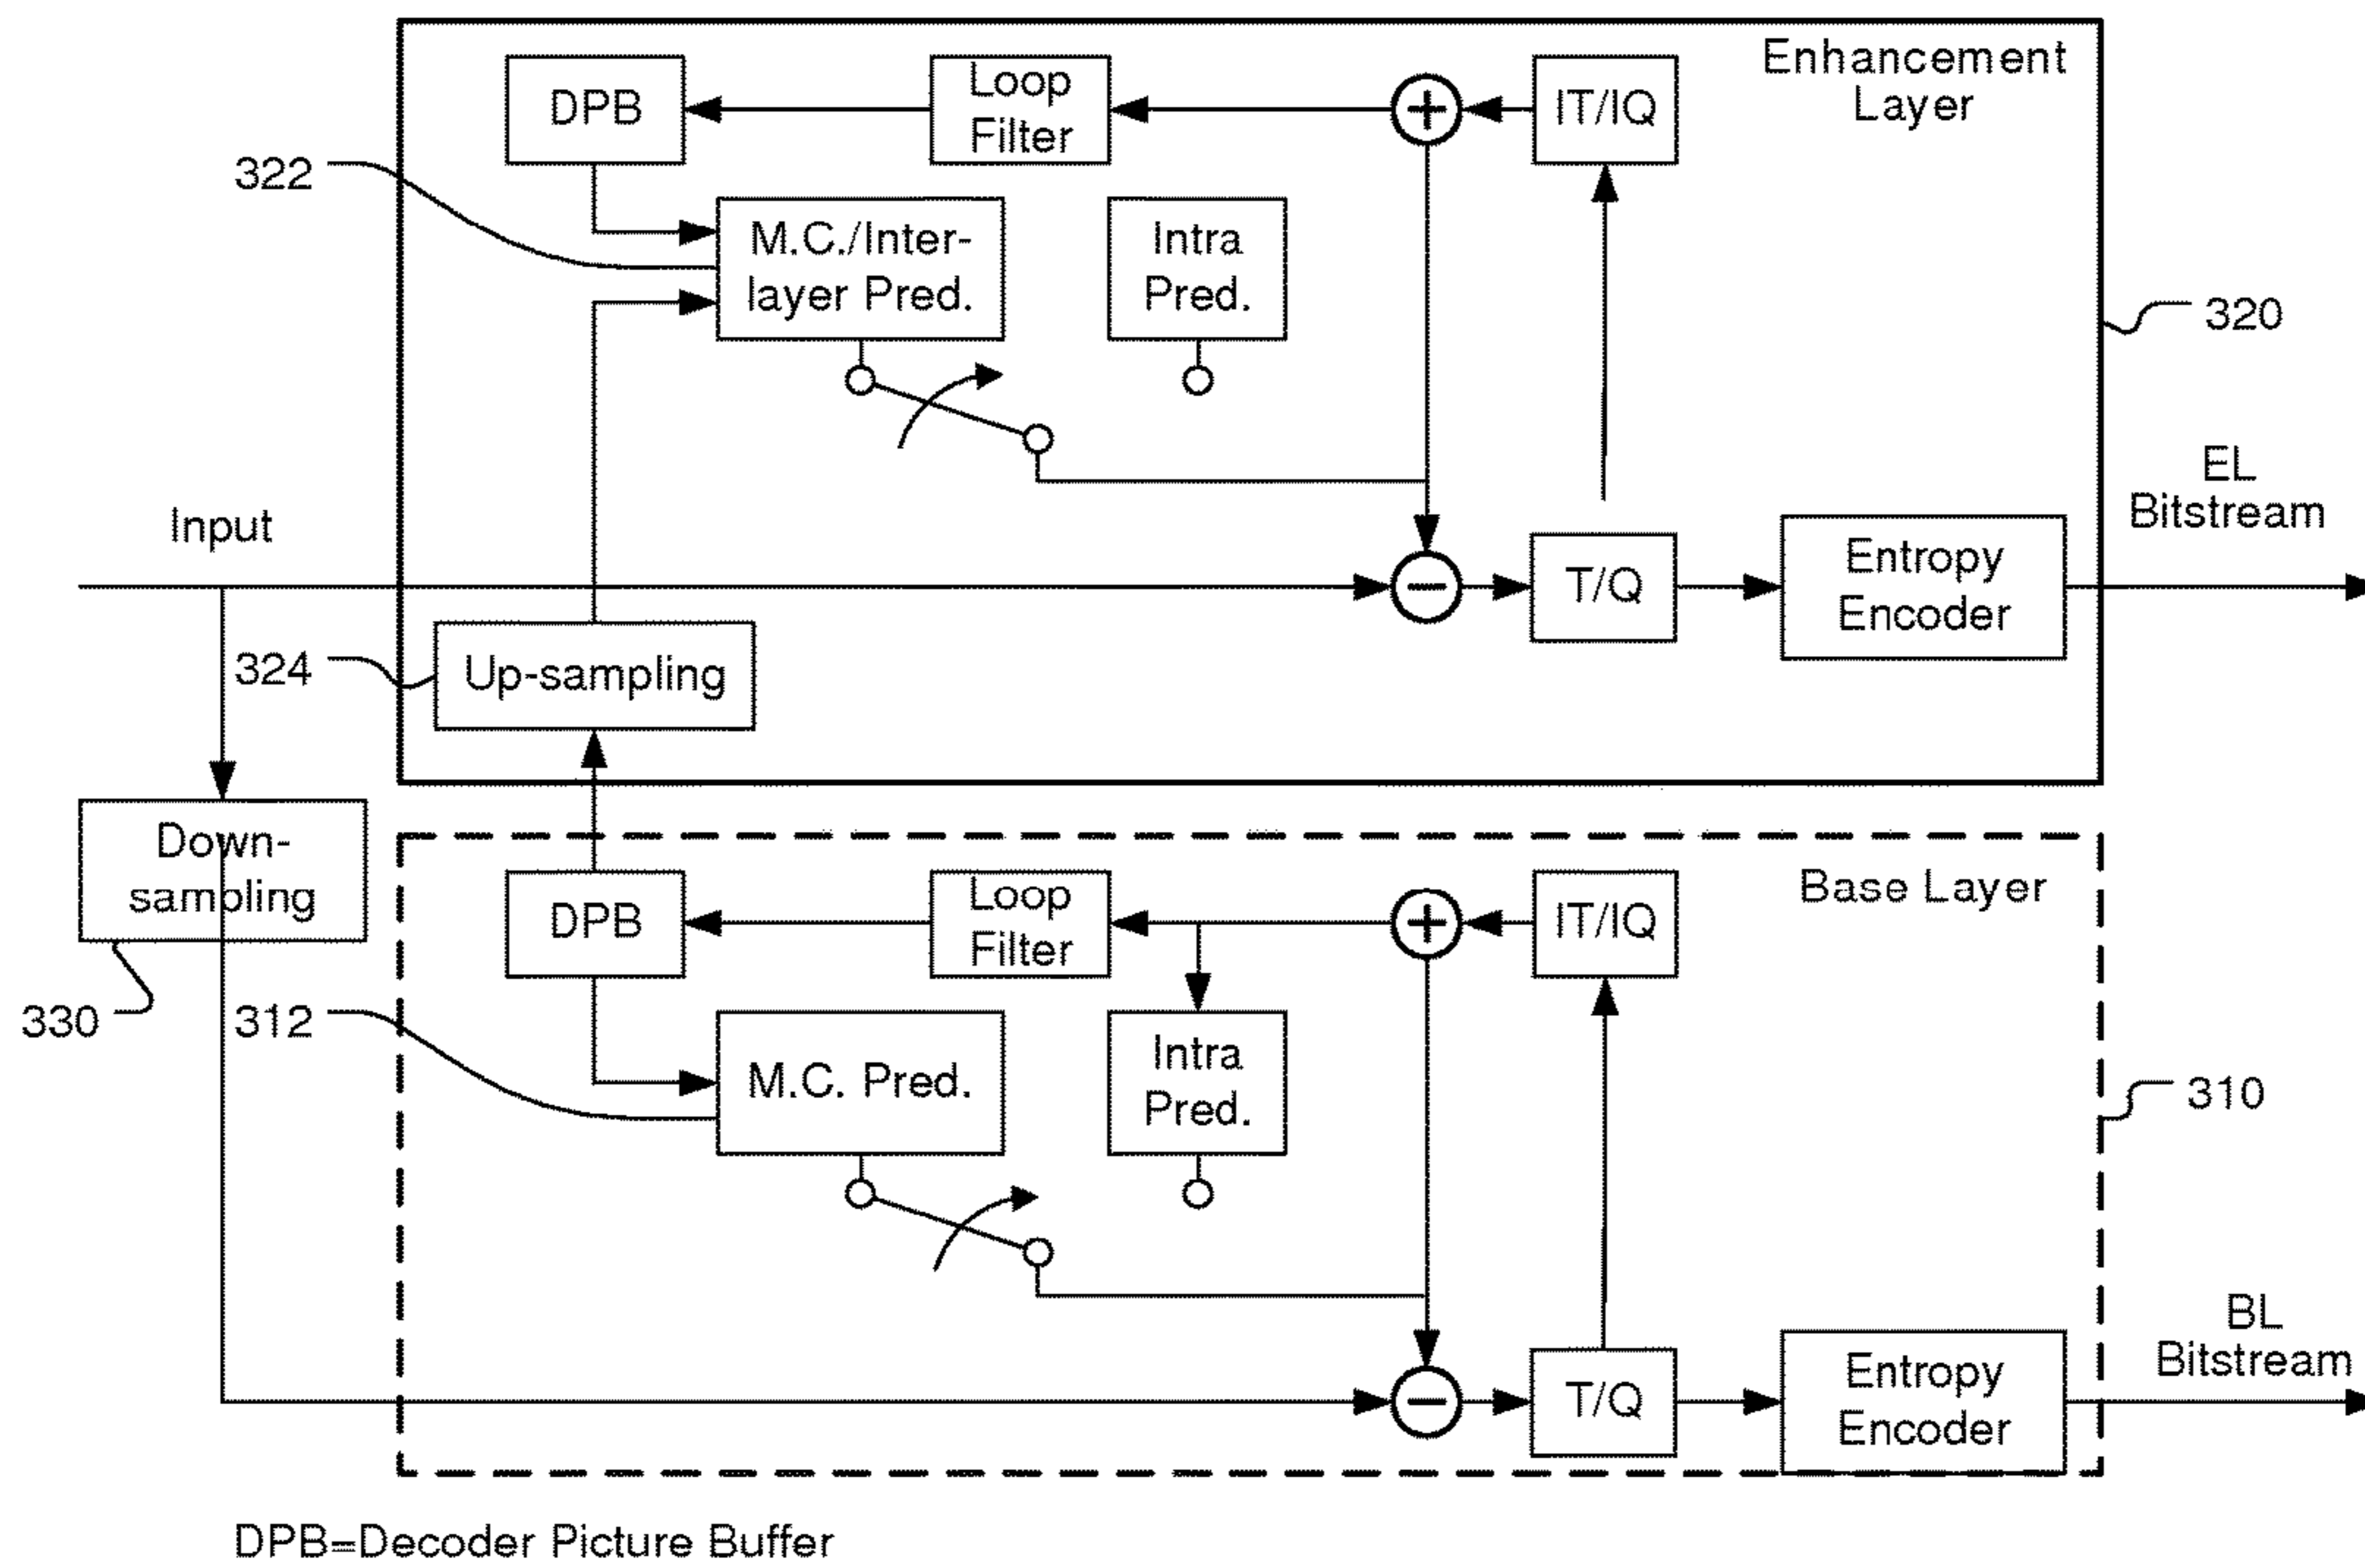 Enhancement
Layer
DPB
Loop
Filter
+
IT/IQ
322
M.C./Inter-
layer Pred.
Intra
Pred.
320
Input
EL
Bitstream
−
T/Q
Entropy
Encoder
324
Up-sampling
Down-
sampling
330
Base Layer
DPB
Loop
Filter
+
IT/IQ
312
M.C. Pred.
Intra
Pred.
310
BL
Bitstream
−
T/Q
Entropy
Encoder
DPB=Decoder Picture Buffer